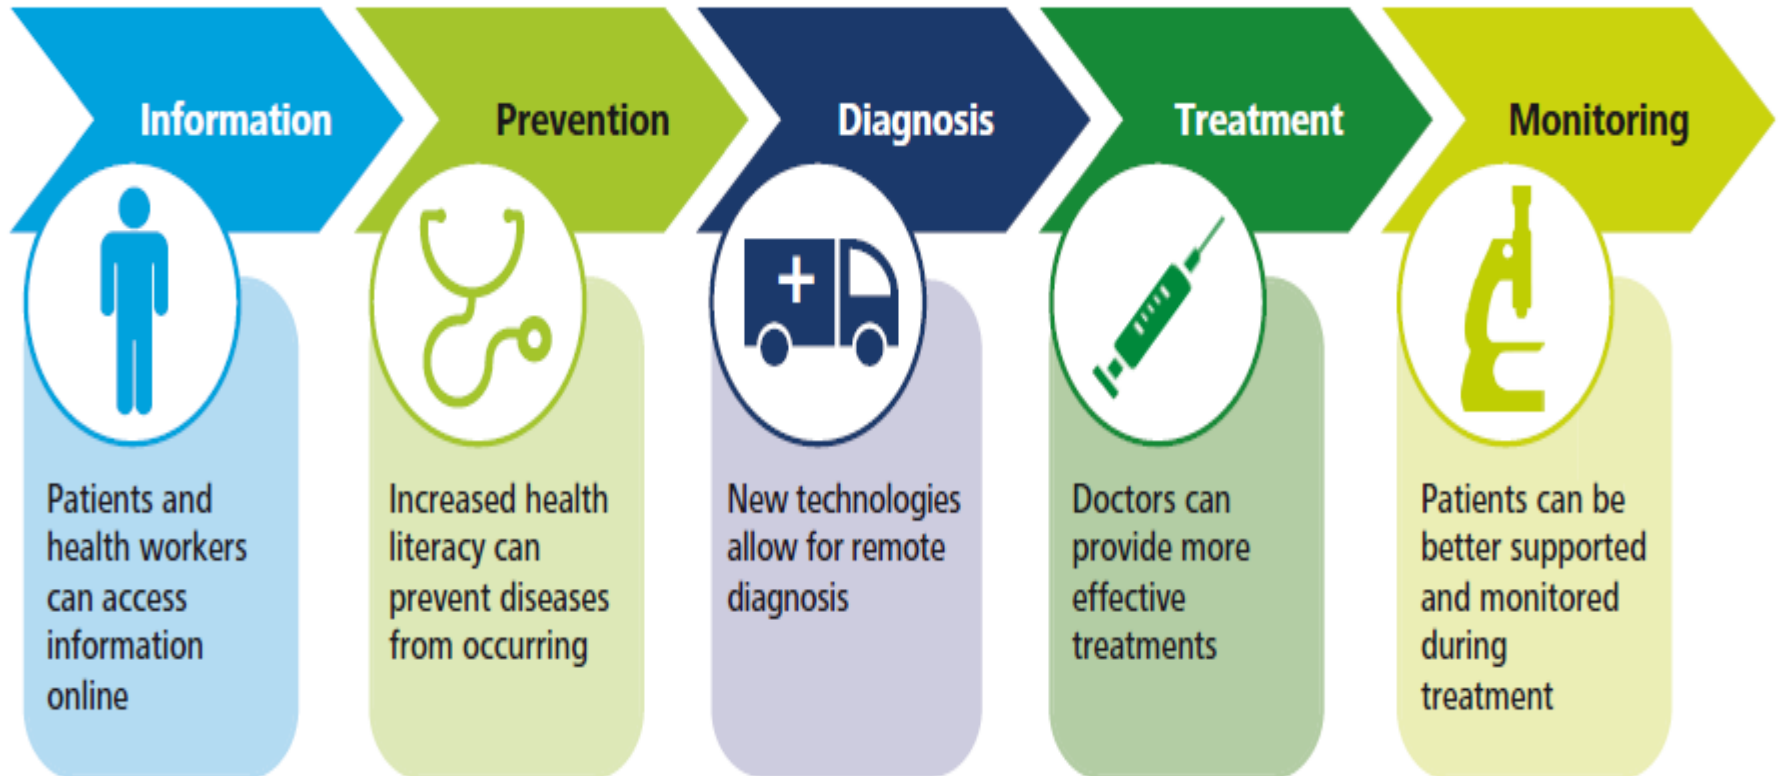 Information
Prevention
Diagnosis
Treatment
Monitoring
Patients and
health workers
can access
information
online
Increased health
literacy can
prevent diseases
from occurring
New technologies
allow for remote
diagnosis
Doctors can
provide more
effective
treatments
Patients can be
better supported
and monitored
during
treatment